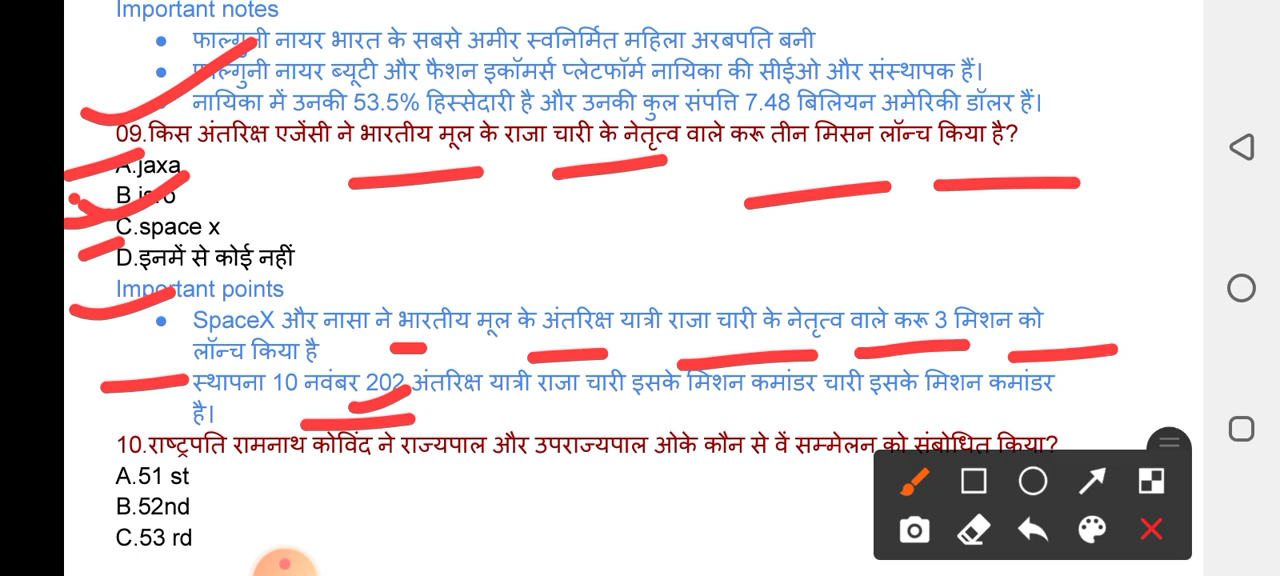 Important notes
● फाल्गुनी नायर भारत के सबसे अमीर स्वनिर्मित महिला अरबपति बनी
● फाल्गुनी नायर ब्यूटी और फैशन इकॉमर्स प्लेटफॉर्म नायिका की सीईओ और संस्थापक हैं।
नायिका में उनकी 53.5% हिस्सेदारी है और उनकी कुल संपत्ति 7.48 बिलियन अमेरिकी डॉलर हैं।
09.किस अंतरिक्ष एजेंसी ने भारतीय मूल के राजा चारी के नेतृत्व वाले करू तीन मिसन लॉन्च किया है?
A.jaxa
B isro
C.space x
D.इनमें से कोई नहीं
Important points
● SpaceX और नासा ने भारतीय मूल के अंतरिक्ष यात्री राजा चारी के नेतृत्व वाले करू 3 मिशन को
लॉन्च किया है
स्थापना 10 नवंबर 202 अंतरिक्ष यात्री राजा चारी इसके मिशन कमांडर चारी इसके मिशन कमांडर
है।
10.राष्ट्रपति रामनाथ कोविंद ने राज्यपाल और उपराज्यपाल ओके कौन से वें सम्मेलन को संबोधित किया?
A.51 st
B.52nd
C.53 rd